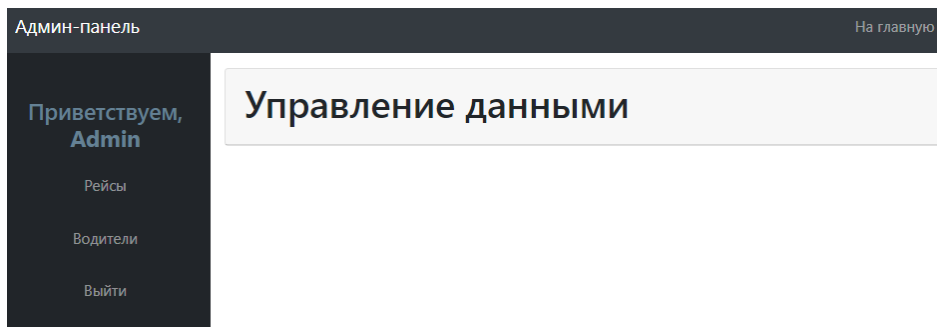 Админ-панель
На главную
Управление данными
Приветствуем,
Admin
Рейсы
Водители
Выйти